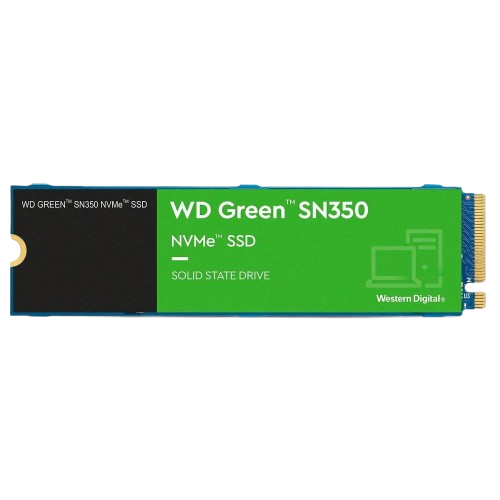 WD GREEN™ SN350 NVMe™ SSD
WD Green™ SN350
NVMe™ SSD
SOLID STATE DRIVE
Western Digital®